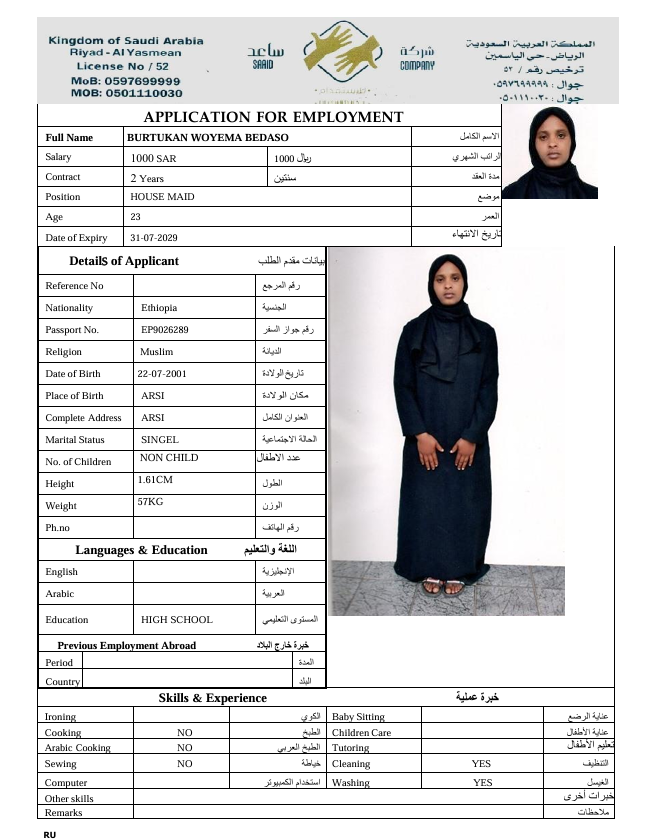 Kingdom of Saudi Arabia
Riyad - Al Yasmean
License No / 52
MoB: 0597699999
MOB: 0501110030
ساعد
SAAID
شركة
COMPANY
المملكة العربية السعودية
الرياض-حي الياسمين
ترخيص رقم / ٥٢
جوال : ٠٥٩٧٦٩٩٩٩٩
جوال : ٠٥٠١١١٠٠٣٠
APPLICATION FOR EMPLOYMENT
Full Name BURTUKAN WOYEMA BEDASO الاسم الكامل
Salary 1000 SAR 1000 ريال الراتب الشهري
Contract 2 Years سنتين مدة العقد
Position HOUSE MAID موضع
Age 23 العمر
Date of Expiry 31-07-2029 تاريخ الانتهاء
Details of Applicant بيانات مقدم الطلب
Reference No رقم المرجع
Nationality Ethiopia الجنسية
Passport No. EP9026289 رقم جواز السفر
Religion Muslim الديانة
Date of Birth 22-07-2001 تاريخ الولادة
Place of Birth ARSI مكان الولادة
Complete Address ARSI العنوان الكامل
Marital Status SINGEL الحالة الاجتماعية
No. of Children NON CHILD عدد الاطفال
Height 1.61CM الطول
Weight 57KG الوزن
Ph.no رقم الهاتف
Languages & Education اللغة والتعليم
English الإنجليزية
Arabic العربية
Education HIGH SCHOOL المستوى التعليمي
Previous Employment Abroad خبرة خارج البلاد
Period المدة
Country البلد
Skills & Experience خبرة عملية
Ironing الكوي Baby Sitting عناية الرضع
Cooking NO الطبخ Children Care عناية الأطفال
Arabic Cooking NO الطبخ العربي Tutoring تعليم الأطفال
Sewing NO خياطة Cleaning YES التنظيف
Computer استخدام الكمبيوتر Washing YES الغيسل
Other skills خبرات أخرى
Remarks ملاحظات
RU